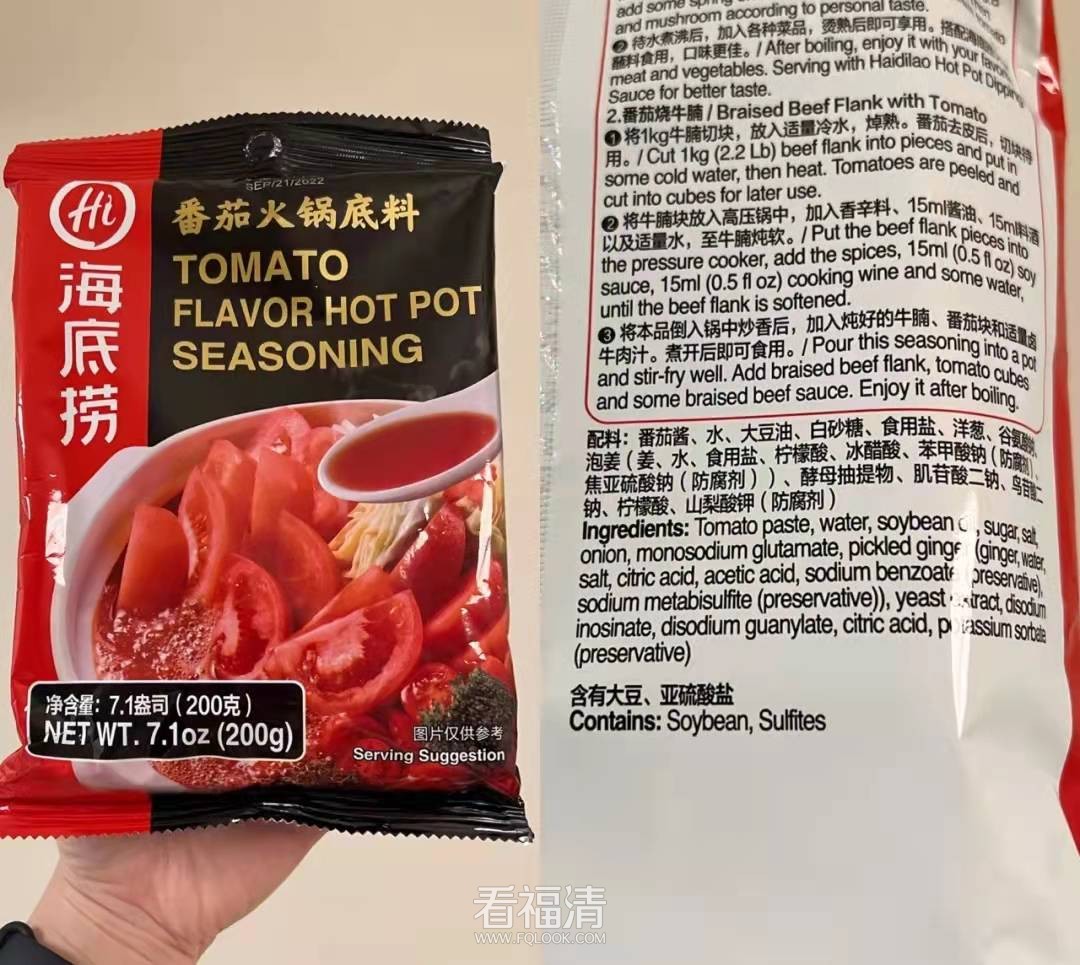 SEP/21/2022
Hi
海底捞
番茄火锅底料
TOMATO
FLAVOR HOT POT
SEASONING
净含量：7.1盎司（200克）
NET WT. 7.1oz (200g)
图片仅供参考
Serving Suggestion
add some
and mushroom according to personal taste.
❷ 待水煮沸后，加入各种菜品，烫熟后即可享用。搭配海底捞
蘸料食用，口味更佳。/ After boiling, enjoy it with your favorite
meat and vegetables. Serving with Haidilao Hot Pot Dipping
Sauce for better taste.
2.番茄烧牛腩 / Braised Beef Flank with Tomato
❶ 将1kg牛腩切块，放入适量冷水，焯熟。番茄去皮后，切块待
用。/ Cut 1kg (2.2 Lb) beef flank into pieces and put in
some cold water, then heat. Tomatoes are peeled and
cut into cubes for later use.
❷ 将牛腩块放入高压锅中，加入香辛料、15ml酱油、15ml料酒
以及适量水，至牛腩炖软。/ Put the beef flank pieces into
the pressure cooker, add the spices, 15ml (0.5 fl oz) soy
sauce, 15ml (0.5 fl oz) cooking wine and some water,
until the beef flank is softened.
❸ 将本品倒入锅中炒香后，加入炖好的牛腩、番茄块和适量卤
牛肉汁。煮开后即可食用。/ Pour this seasoning into a pot
and stir-fry well. Add braised beef flank, tomato cubes
and some braised beef sauce. Enjoy it after boiling.
配料：番茄酱、水、大豆油、白砂糖、食用盐、洋葱、谷氨酸钠、
泡姜（姜、水、食用盐、柠檬酸、冰醋酸、苯甲酸钠（防腐剂）、
焦亚硫酸钠（防腐剂））、酵母抽提物、肌苷酸二钠、鸟苷酸二
钠、柠檬酸、山梨酸钾（防腐剂）
Ingredients: Tomato paste, water, soybean oil, sugar, salt,
onion, monosodium glutamate, pickled ginger (ginger, water,
salt, citric acid, acetic acid, sodium benzoate (preservative),
sodium metabisulfite (preservative)), yeast extract, disodium
inosinate, disodium guanylate, citric acid, potassium sorbate
(preservative)
含有大豆、亚硫酸盐
Contains: Soybean, Sulfites
看福清
WWW.FQLOOK.COM